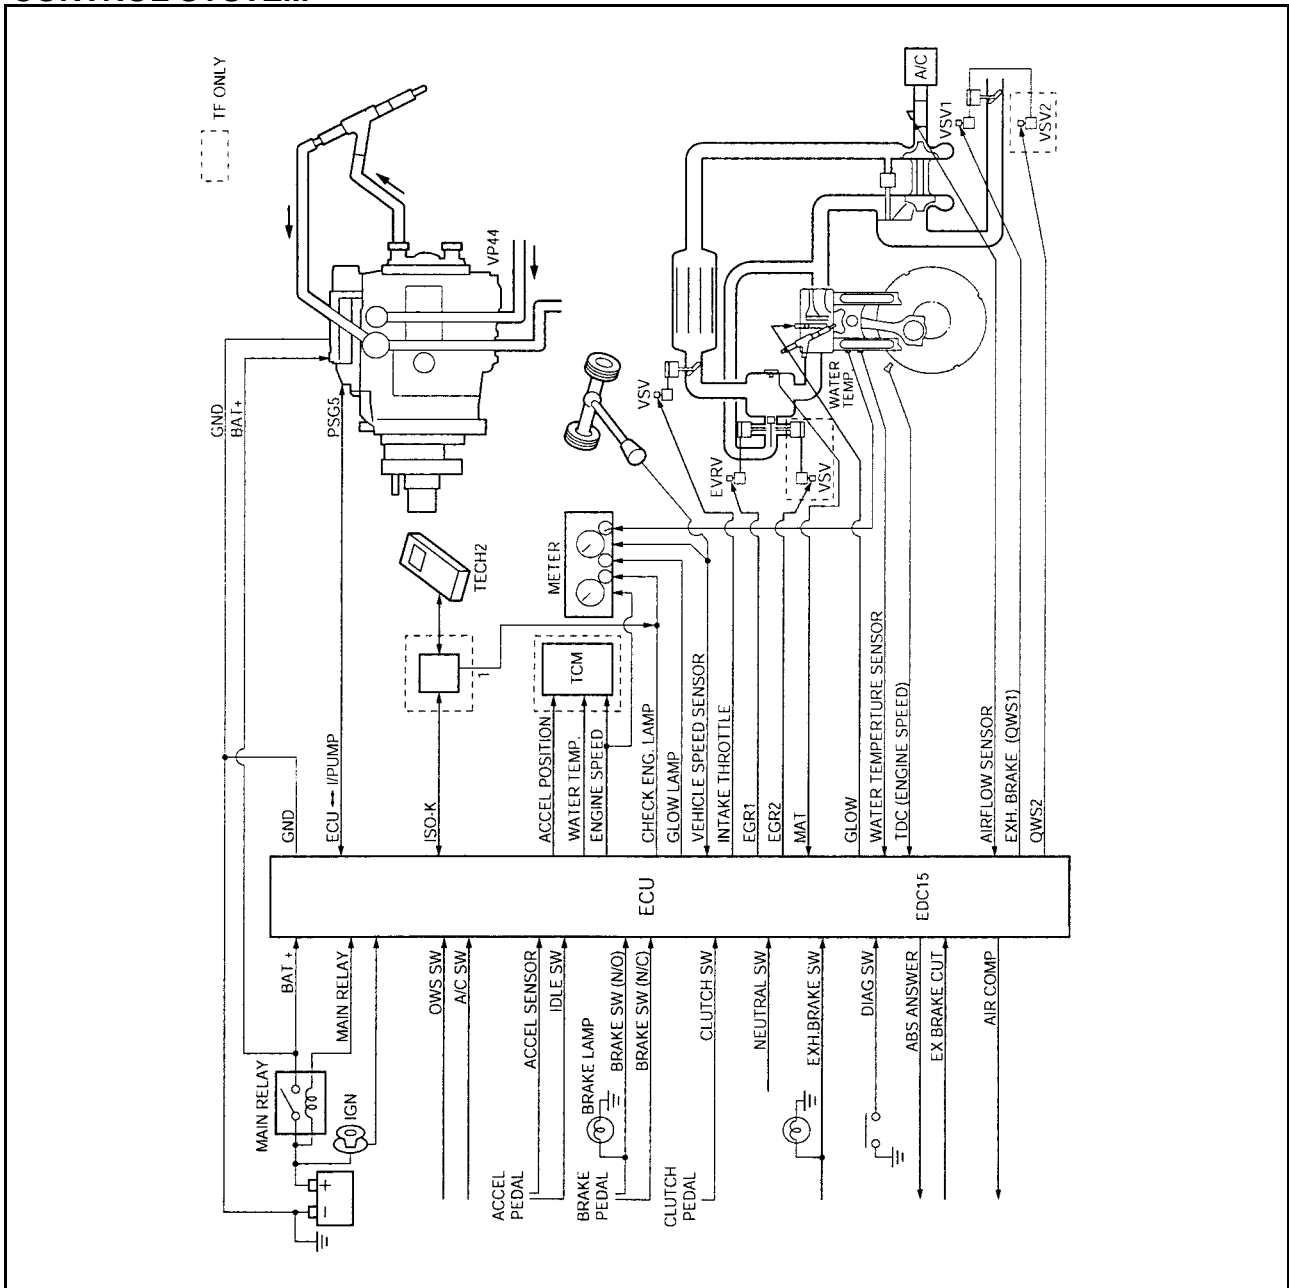 TF ONLY
A/C
VSV1
VSV2
VP44
GND
BAT+
PSG5
VSV
WATER
TEMP.
EVRV
VSV
TECH2
METER
1
TCM
GND
ECU ⟷ I/PUMP
ISO-K
ACCEL POSITION
WATER TEMP.
ENGINE SPEED
CHECK ENG. LAMP
GLOW LAMP
VEHICLE SPEED SENSOR
INTAKE THROTTLE
EGR1
EGR2
MAT
GLOW
WATER TEMPERTURE SENSOR
TDC (ENGINE SPEED)
AIRFLOW SENSOR
EXH. BRAKE (QWS1)
QWS2
ECU
EDC15
BAT.+
MAIN RELAY
OWS SW
A/C SW
ACCEL SENSOR
IDLE SW
BRAKE SW (N/O)
BRAKE SW (N/C)
CLUTCH SW
NEUTRAL SW
EXH.BRAKE SW
DIAG SW
ABS ANSWER
EX BRAKE CUT
AIR COMP
MAIN RELAY
IGN
BRAKE LAMP
+
−
ACCEL
PEDAL
BRAKE
PEDAL
CLUTCH
PEDAL